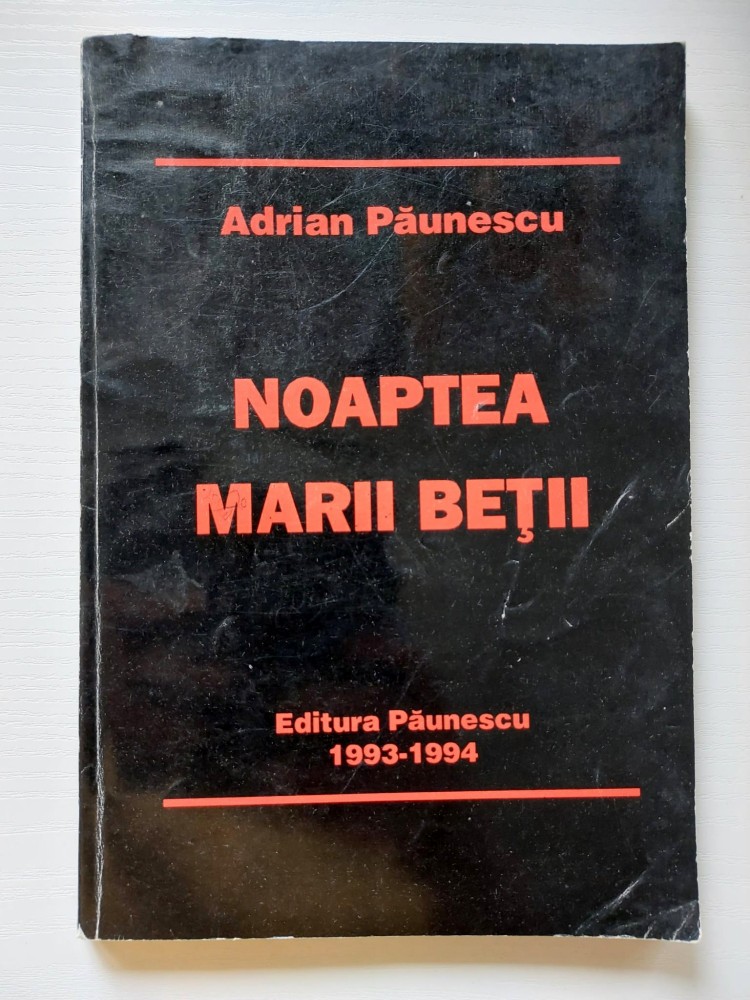 Adrian Păunescu
NOAPTEA
MARII BEŢII
Editura Păunescu
1993-1994